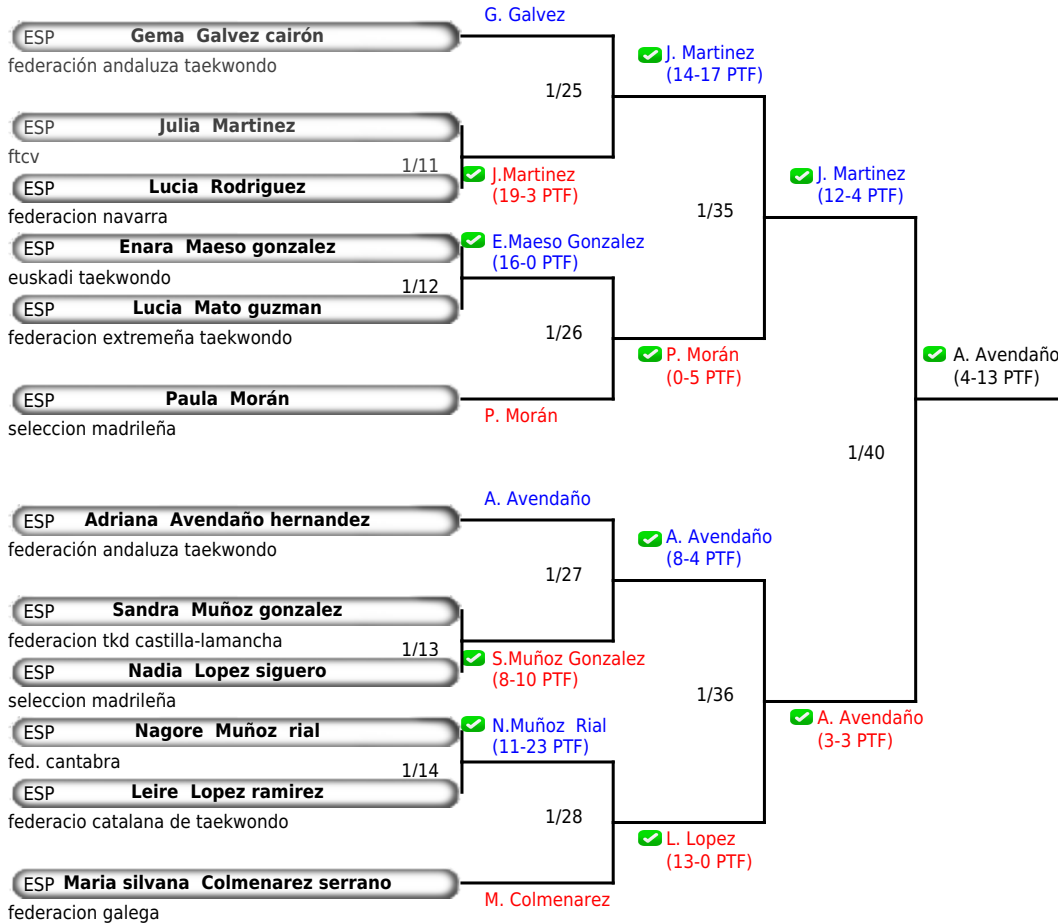 G. Galvez
ESP Gema Galvez cairón
federación andaluza taekwondo
J. Martinez
(14-17 PTF)
1/25
ESP Julia Martinez
ftcv
1/11
J.Martinez
(19-3 PTF)
J. Martinez
(12-4 PTF)
ESP Lucia Rodriguez
federacion navarra
1/35
ESP Enara Maeso gonzalez
E.Maeso Gonzalez
(16-0 PTF)
euskadi taekwondo
1/12
ESP Lucia Mato guzman
federacion extremeña taekwondo
1/26
P. Morán
(0-5 PTF)
A. Avendaño
(4-13 PTF)
ESP Paula Morán
P. Morán
seleccion madrileña
1/40
A. Avendaño
ESP Adriana Avendaño hernandez
federación andaluza taekwondo
A. Avendaño
(8-4 PTF)
1/27
ESP Sandra Muñoz gonzalez
federacion tkd castilla-lamancha
1/13
S.Muñoz Gonzalez
(8-10 PTF)
ESP Nadia Lopez siguero
seleccion madrileña
1/36
ESP Nagore Muñoz rial
N.Muñoz Rial
(11-23 PTF)
A. Avendaño
(3-3 PTF)
fed. cantabra
1/14
ESP Leire Lopez ramirez
federacio catalana de taekwondo
1/28
L. Lopez
(13-0 PTF)
ESP Maria silvana Colmenarez serrano
M. Colmenarez
federacion galega